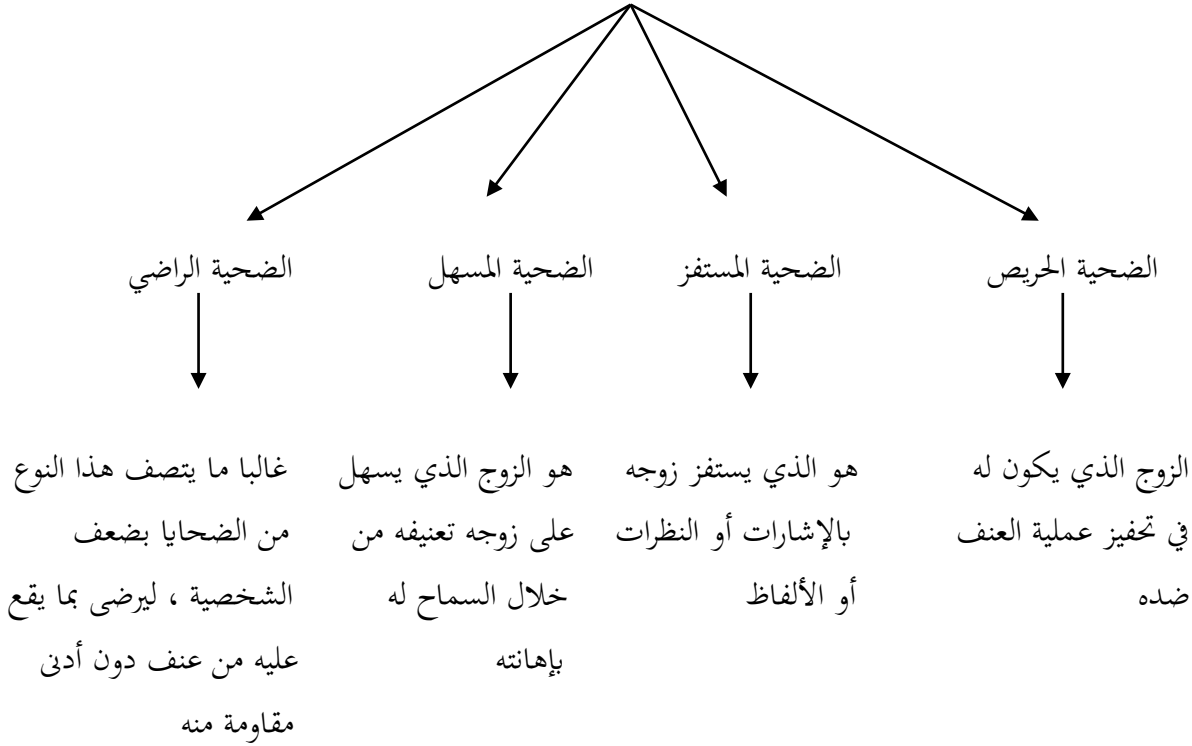 الضحية الحريص
الضحية المستفز
الضحية المسهل
الضحية الراضي
الزوج الذي يكون له
في تحفيز عملية العنف
ضده
هو الذي يستفز زوجه
بالإشارات أو النظرات
أو الألفاظ
هو الزوج الذي يسهل
على زوجه تعنيفه من
خلال السماح له
بإهانته
غالبا ما يتصف هذا النوع
من الضحايا بضعف
الشخصية ، ليرضى بما يقع
عليه من عنف دون أدنى
مقاومة منه